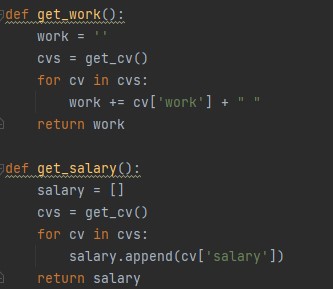 def get_work():
    work = ''
    cvs = get_cv()
    for cv in cvs:
        work += cv['work'] + " "
    return work

def get_salary():
    salary = []
    cvs = get_cv()
    for cv in cvs:
        salary.append(cv['salary'])
    return salary